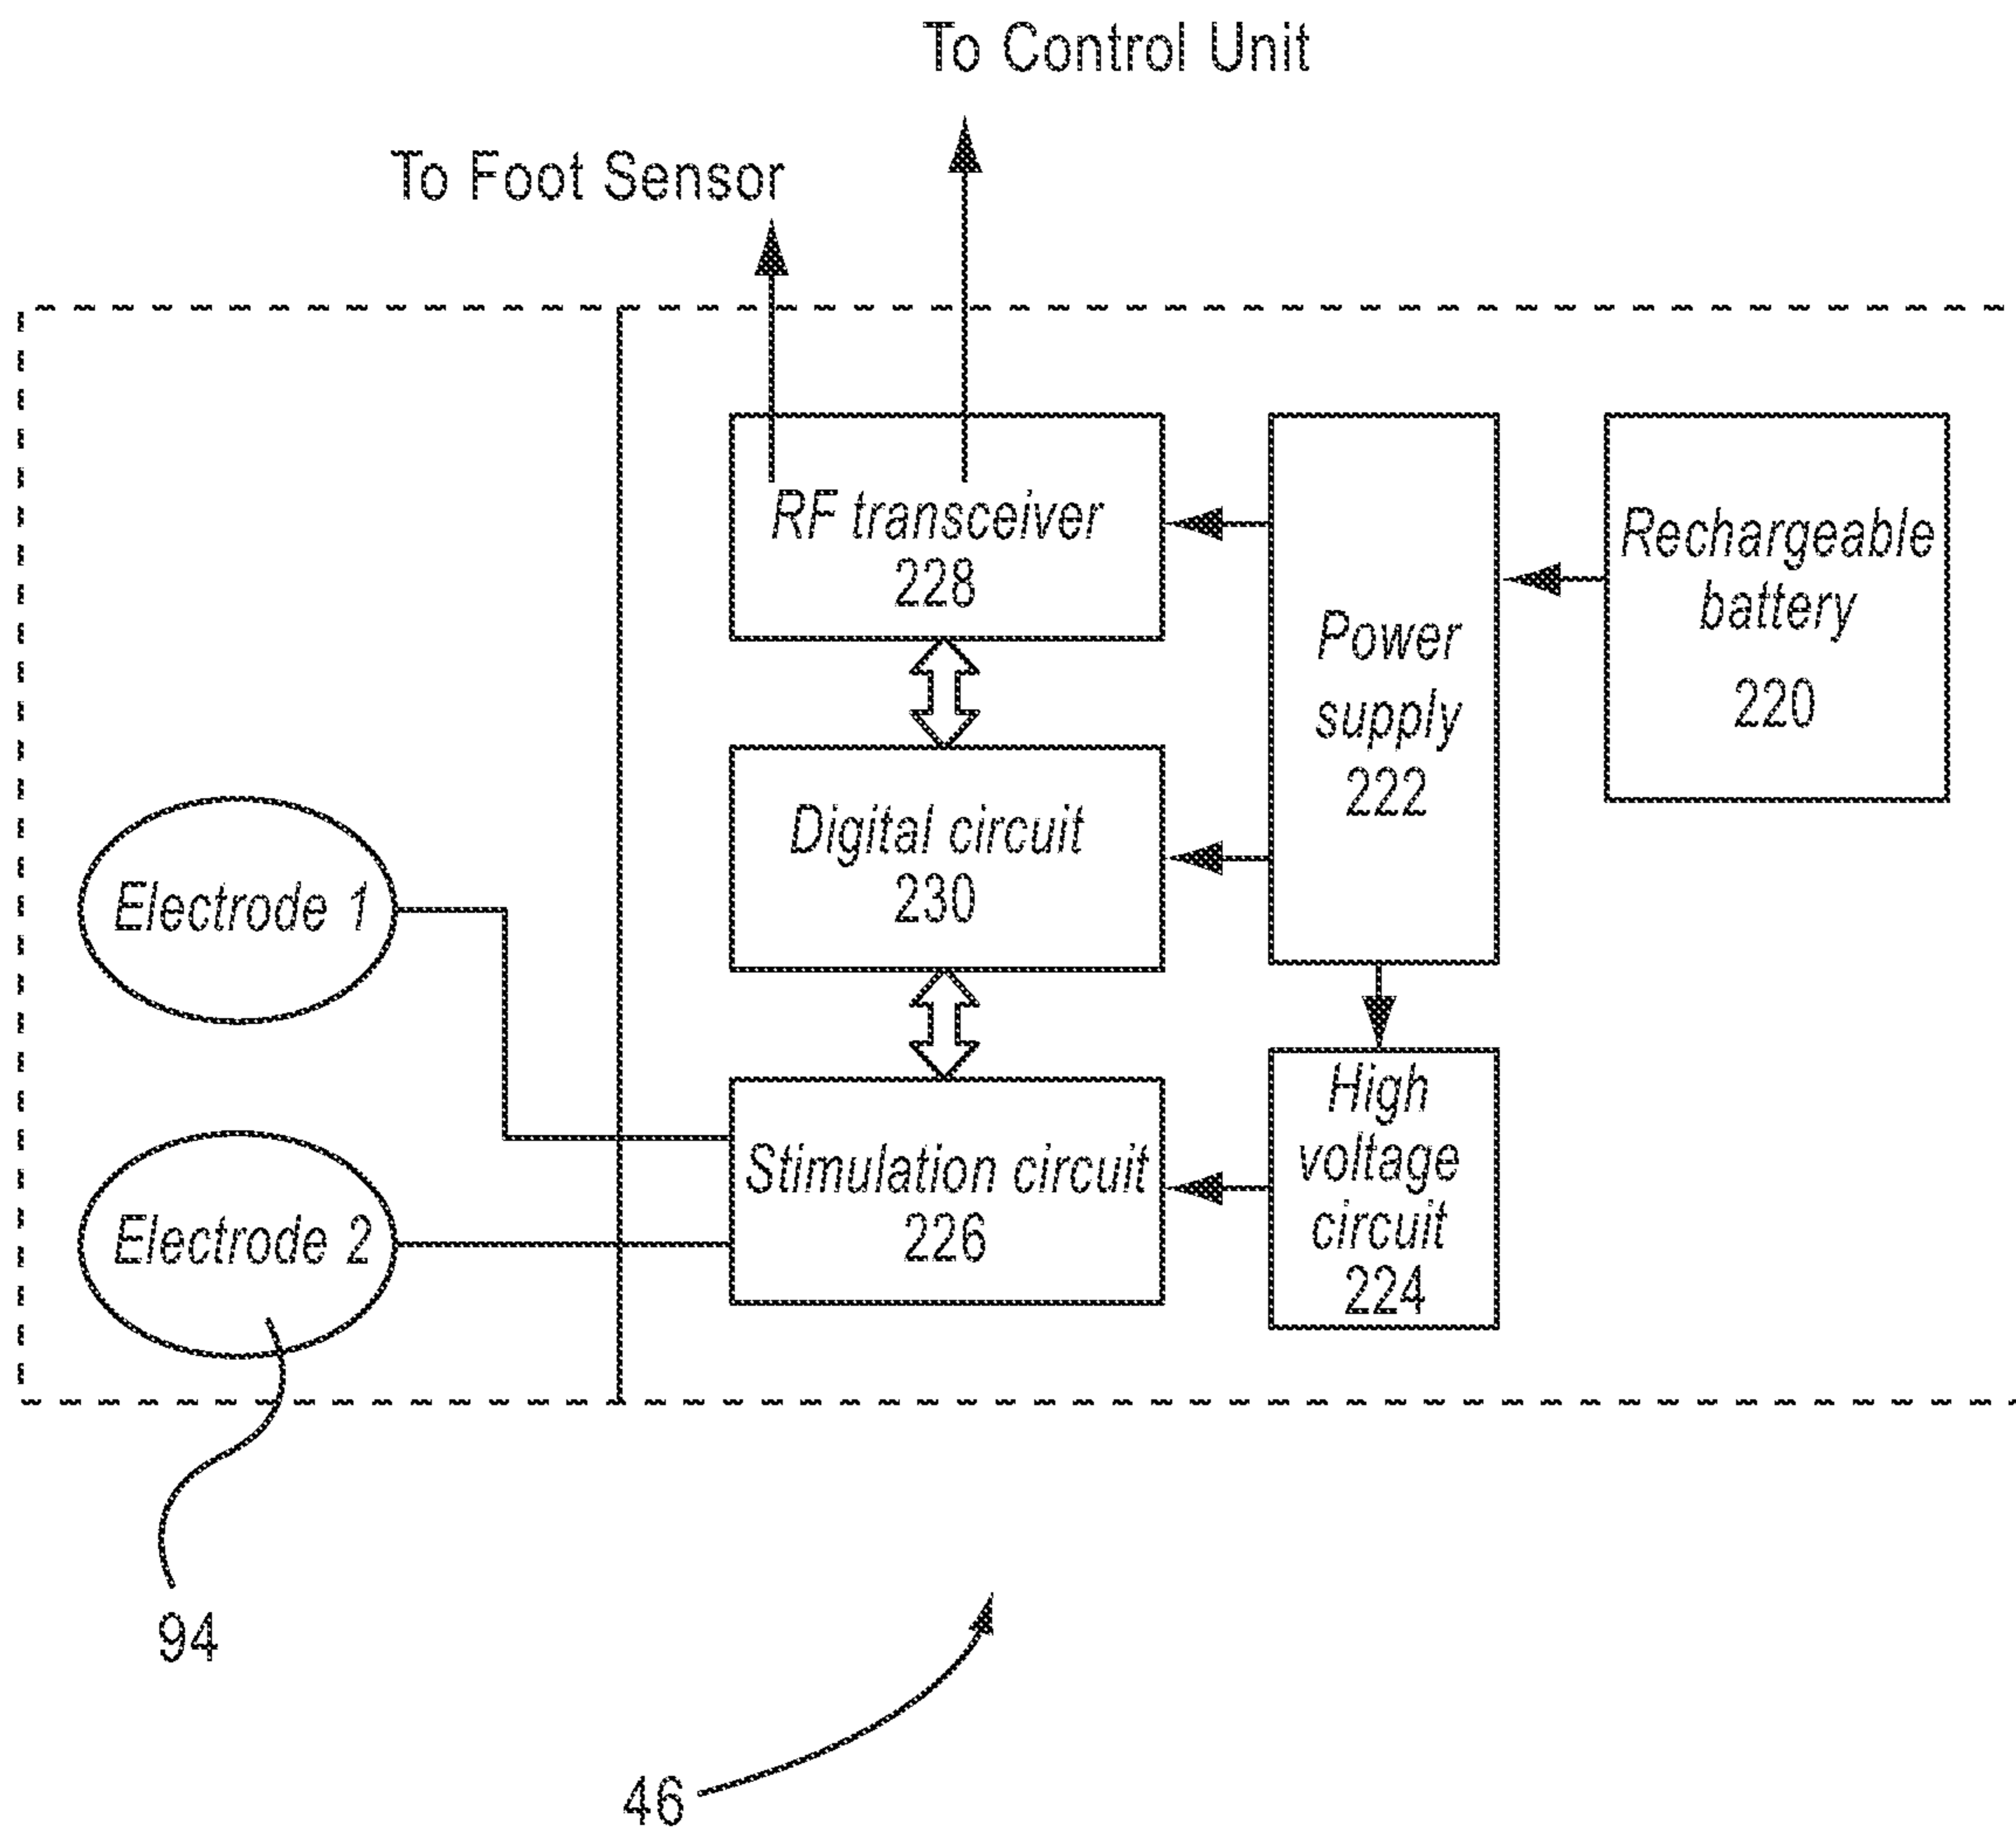 To Control Unit
To Foot Sensor
RF transceiver
228
Rechargeable
battery
220
Power
supply
222
Digital circuit
230
Electrode 1
High
voltage
circuit
224
Stimulation circuit
226
Electrode 2
94
46